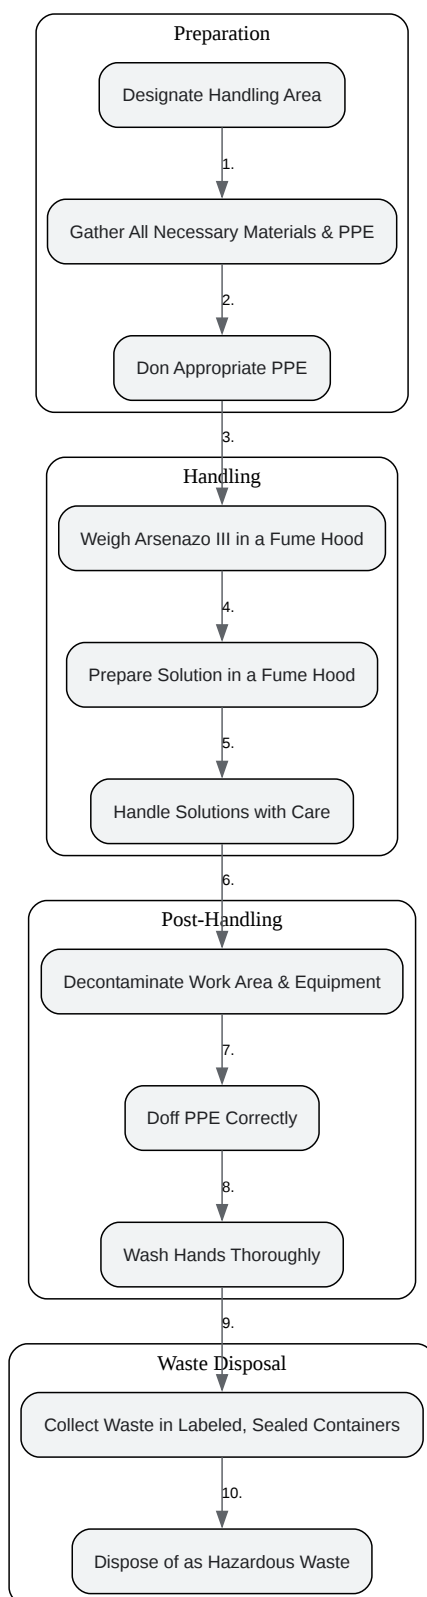 Preparation
Designate Handling Area
1.
Gather All Necessary Materials & PPE
2.
Don Appropriate PPE
3.
Handling
Weigh Arsenazo III in a Fume Hood
4.
Prepare Solution in a Fume Hood
5.
Handle Solutions with Care
6.
Post-Handling
Decontaminate Work Area & Equipment
7.
Doff PPE Correctly
8.
Wash Hands Thoroughly
9.
Waste Disposal
Collect Waste in Labeled, Sealed Containers
10.
Dispose of as Hazardous Waste